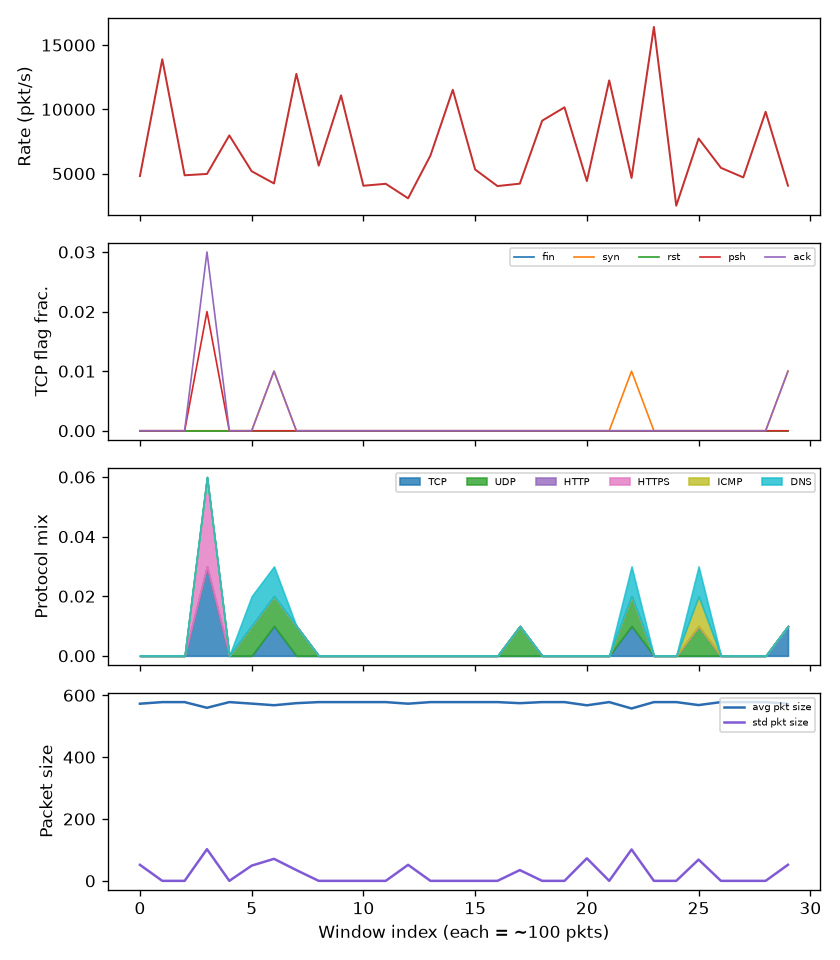 15000
10000
5000
Rate (pkt/s)
fin syn rst psh ack
0.03
0.02
0.01
0.00
TCP flag frac.
TCP UDP HTTP HTTPS ICMP DNS
0.06
0.04
0.02
0.00
Protocol mix
avg pkt size
std pkt size
600
400
200
0
Packet size
0 5 10 15 20 25 30
Window index (each = ~100 pkts)